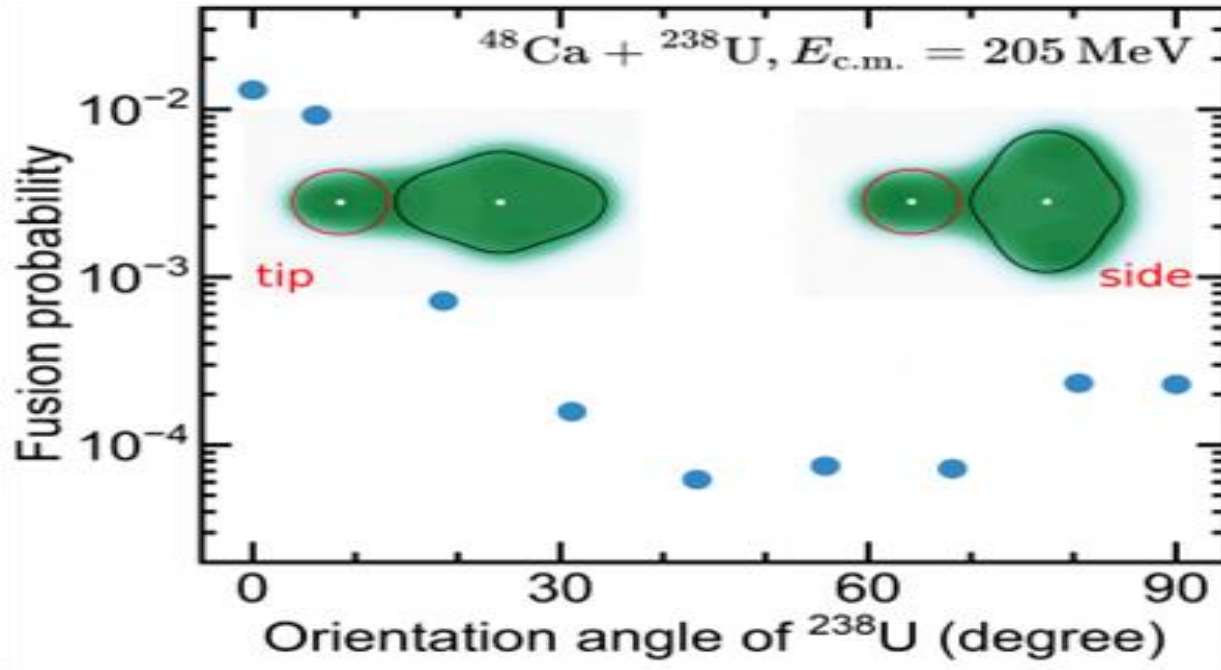 ⁴⁸Ca + ²³⁸U, E_c.m. = 205 MeV
Fusion probability
10⁻²
10⁻³
10⁻⁴
tip
side
0 30 60 90
Orientation angle of ²³⁸U (degree)